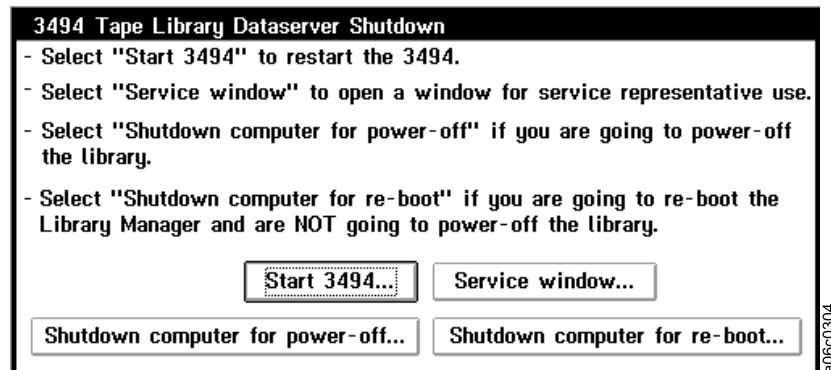 3494 Tape Library Dataserver Shutdown
- Select "Start 3494" to restart the 3494.
- Select "Service window" to open a window for service representative use.
- Select "Shutdown computer for power-off" if you are going to power-off
the library.
- Select "Shutdown computer for re-boot" if you are going to re-boot the
Library Manager and are NOT going to power-off the library.
Start 3494...
Service window...
Shutdown computer for power-off...
Shutdown computer for re-boot...
a06c0304